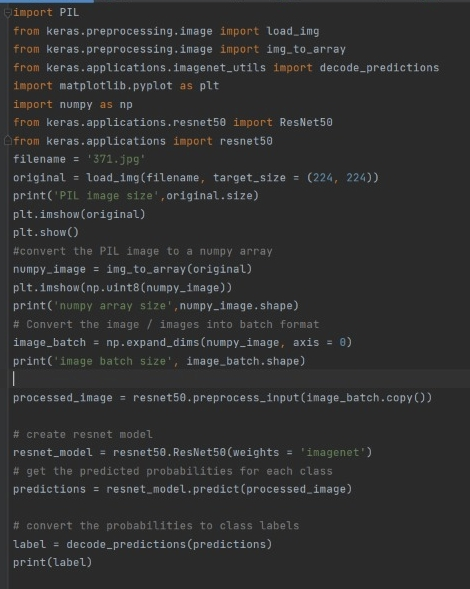 import PIL
from keras.preprocessing.image import load_img
from keras.preprocessing.image import img_to_array
from keras.applications.imagenet_utils import decode_predictions
import matplotlib.pyplot as plt
import numpy as np
from keras.applications.resnet50 import ResNet50
from keras.applications import resnet50
filename = '371.jpg'
original = load_img(filename, target_size = (224, 224))
print('PIL image size',original.size)
plt.imshow(original)
plt.show()
#convert the PIL image to a numpy array
numpy_image = img_to_array(original)
plt.imshow(np.uint8(numpy_image))
print('numpy array size',numpy_image.shape)
# Convert the image / images into batch format
image_batch = np.expand_dims(numpy_image, axis = 0)
print('image batch size', image_batch.shape)
processed_image = resnet50.preprocess_input(image_batch.copy())
# create resnet model
resnet_model = resnet50.ResNet50(weights = 'imagenet')
# get the predicted probabilities for each class
predictions = resnet_model.predict(processed_image)
# convert the probabilities to class labels
label = decode_predictions(predictions)
print(label)